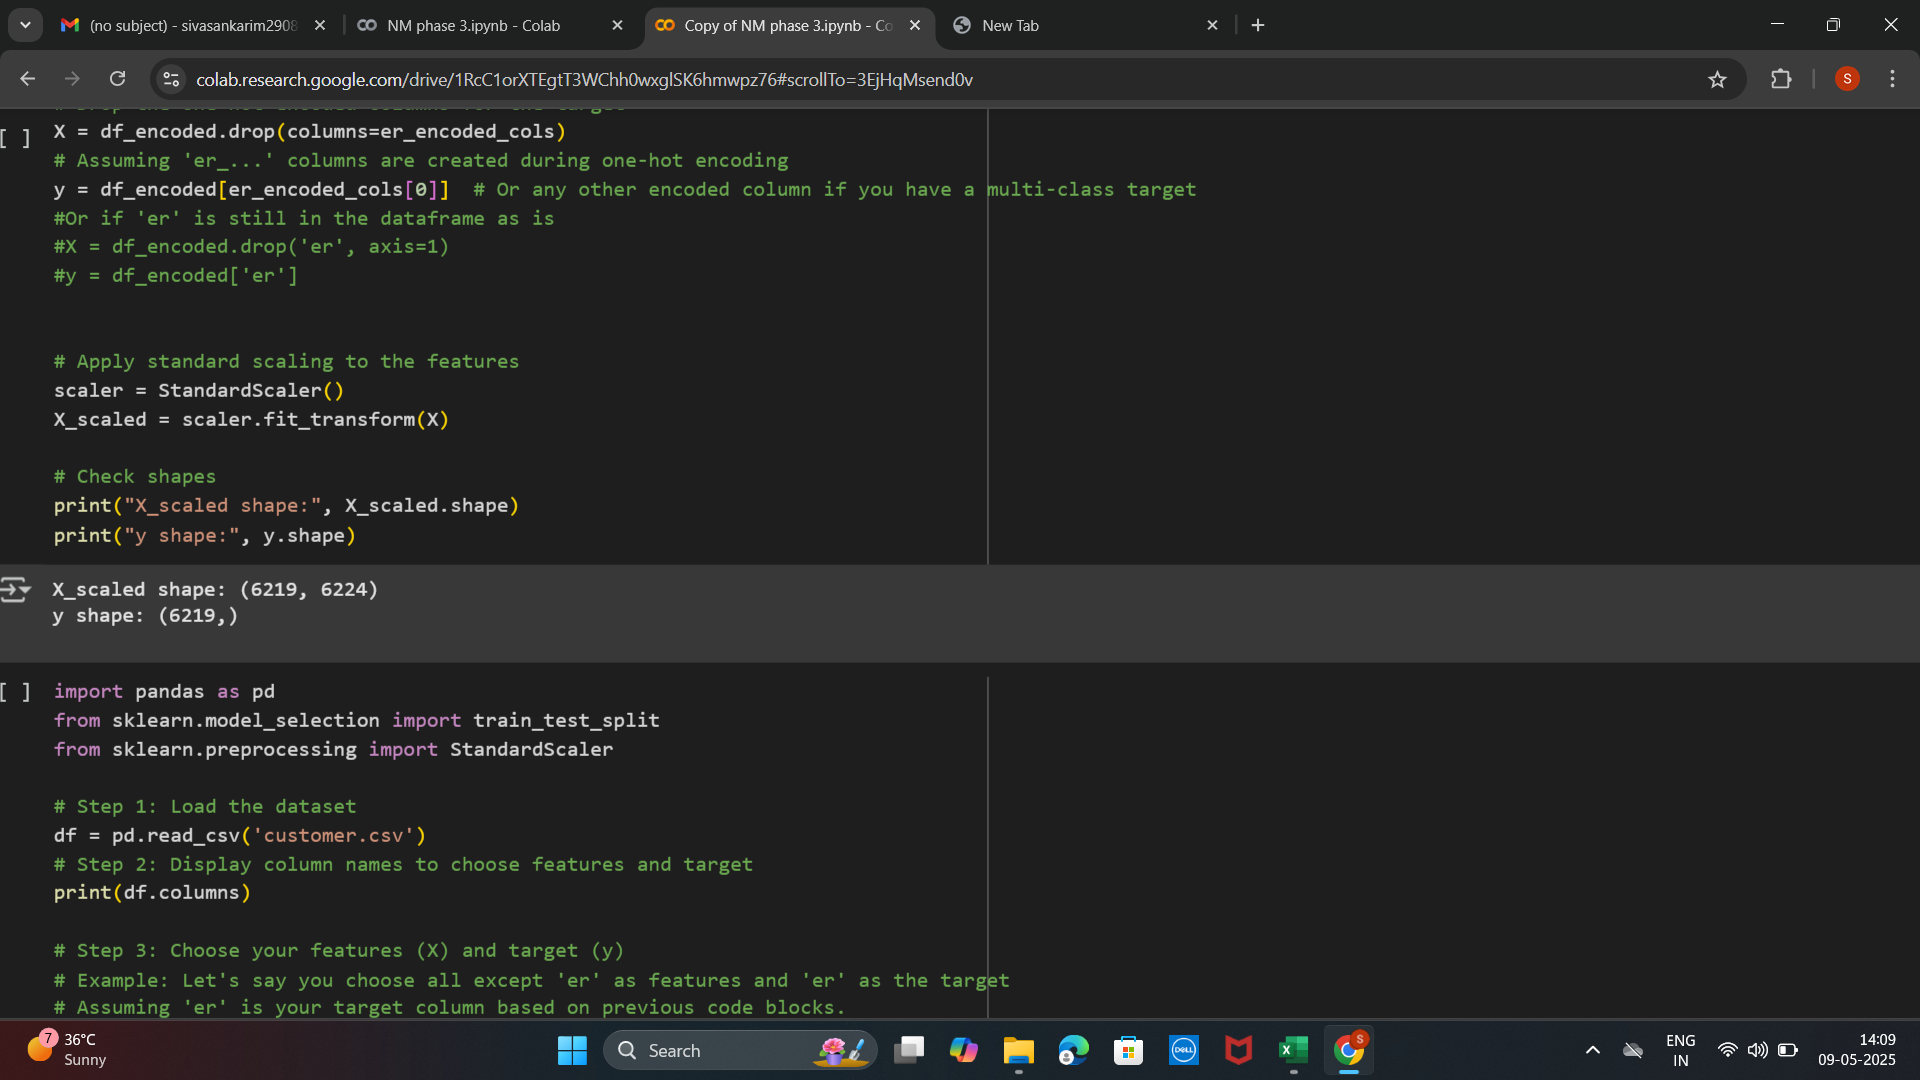 (no subject) - sivasankarim2908
NM phase 3.ipynb - Colab
Copy of NM phase 3.ipynb - Co
New Tab
colab.research.google.com/drive/1RcC1orXTEgtT3WChh0wxglSK6hmwpz76#scrollTo=3EjHqMsend0v
S
[ ]
X = df_encoded.drop(columns=er_encoded_cols)
# Assuming 'er_...' columns are created during one-hot encoding
y = df_encoded[er_encoded_cols[0]]  # Or any other encoded column if you have a multi-class target
#Or if 'er' is still in the dataframe as is
#X = df_encoded.drop('er', axis=1)
#y = df_encoded['er']
# Apply standard scaling to the features
scaler = StandardScaler()
X_scaled = scaler.fit_transform(X)
# Check shapes
print("X_scaled shape:", X_scaled.shape)
print("y shape:", y.shape)
X_scaled shape: (6219, 6224)
y shape: (6219,)
[ ]
import pandas as pd
from sklearn.model_selection import train_test_split
from sklearn.preprocessing import StandardScaler
# Step 1: Load the dataset
df = pd.read_csv('customer.csv')
# Step 2: Display column names to choose features and target
print(df.columns)
# Step 3: Choose your features (X) and target (y)
# Example: Let's say you choose all except 'er' as features and 'er' as the target
# Assuming 'er' is your target column based on previous code blocks.
7
36°C
Sunny
Search
DELL
X
S
ENG
IN
14:09
09-05-2025